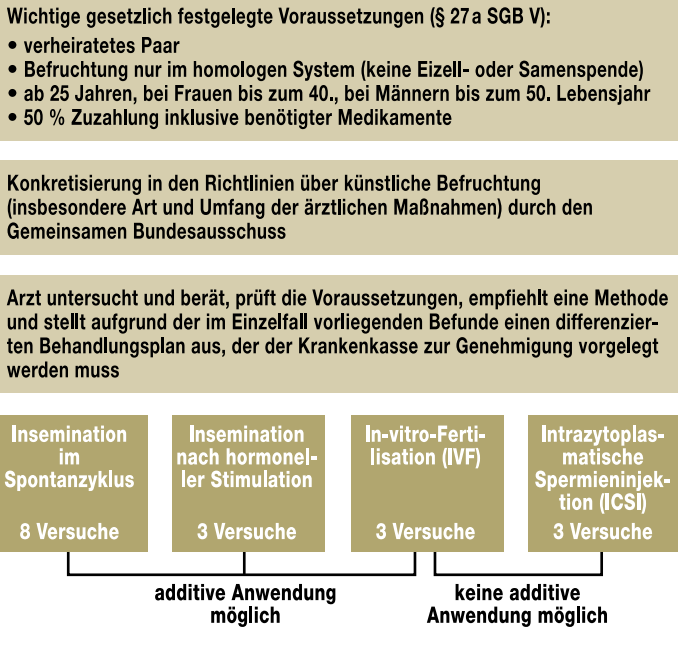 Wichtige gesetzlich festgelegte Voraussetzungen (§ 27 a SGB V):
• verheiratetes Paar
• Befruchtung nur im homologen System (keine Eizell- oder Samenspende)
• ab 25 Jahren, bei Frauen bis zum 40., bei Männern bis zum 50. Lebensjahr
• 50 % Zuzahlung inklusive benötigter Medikamente
Konkretisierung in den Richtlinien über künstliche Befruchtung
(insbesondere Art und Umfang der ärztlichen Maßnahmen) durch den
Gemeinsamen Bundesausschuss
Arzt untersucht und berät, prüft die Voraussetzungen, empfiehlt eine Methode
und stellt aufgrund der im Einzelfall vorliegenden Befunde einen differenzier-
ten Behandlungsplan aus, der der Krankenkasse zur Genehmigung vorgelegt
werden muss
Insemination
im
Spontanzyklus
8 Versuche
Insemination
nach hormonel-
ler Stimulation
3 Versuche
In-vitro-Ferti-
lisation (IVF)
3 Versuche
Intrazytoplas-
matische
Spermieninjek-
tion (ICSI)
3 Versuche
additive Anwendung
möglich
keine additive
Anwendung möglich